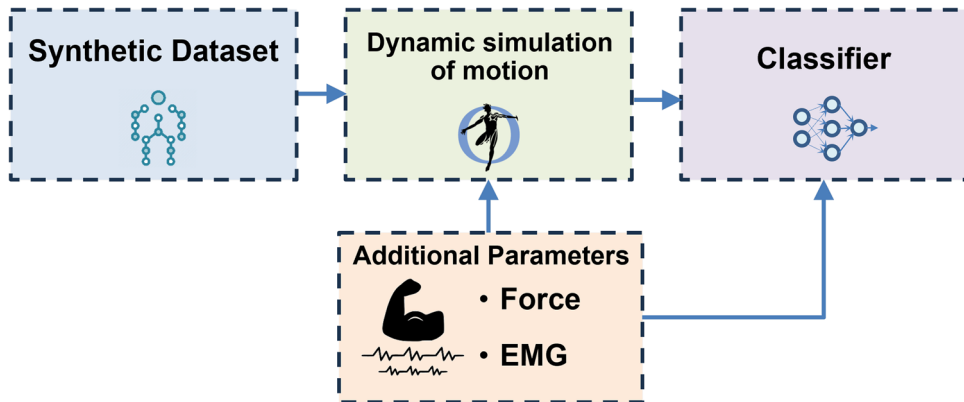 Synthetic Dataset
Dynamic simulation
of motion
Classifier
Additional Parameters
• Force
• EMG